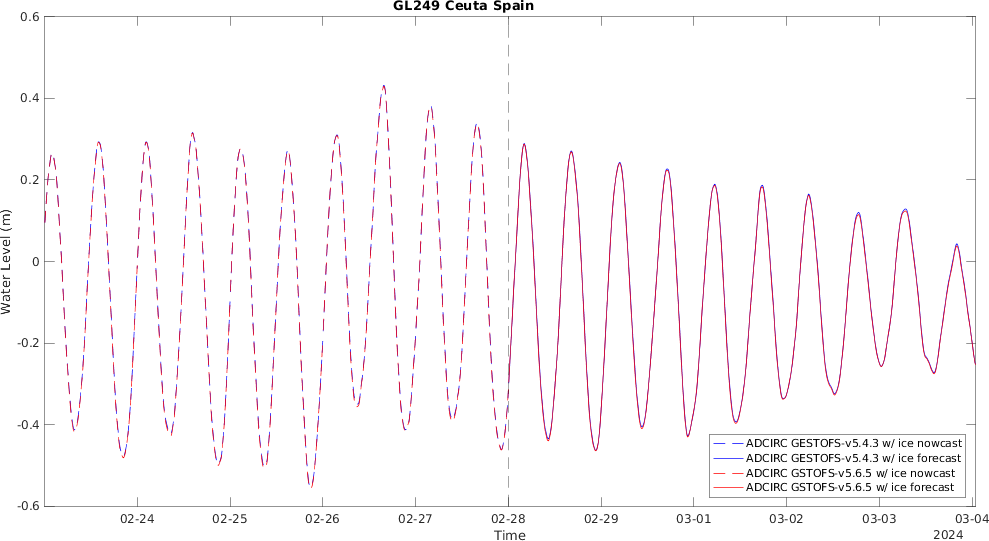 GL249 Ceuta Spain
0.6
0.4
0.2
0
-0.2
-0.4
-0.6
Water Level (m)
ADCIRC GESTOFS-v5.4.3 w/ ice nowcast
ADCIRC GESTOFS-v5.4.3 w/ ice forecast
ADCIRC GSTOFS-v5.6.5 w/ ice nowcast
ADCIRC GSTOFS-v5.6.5 w/ ice forecast
02-24 02-25 02-26 02-27 02-28 02-29 03-01 03-02 03-03 03-04
Time
2024